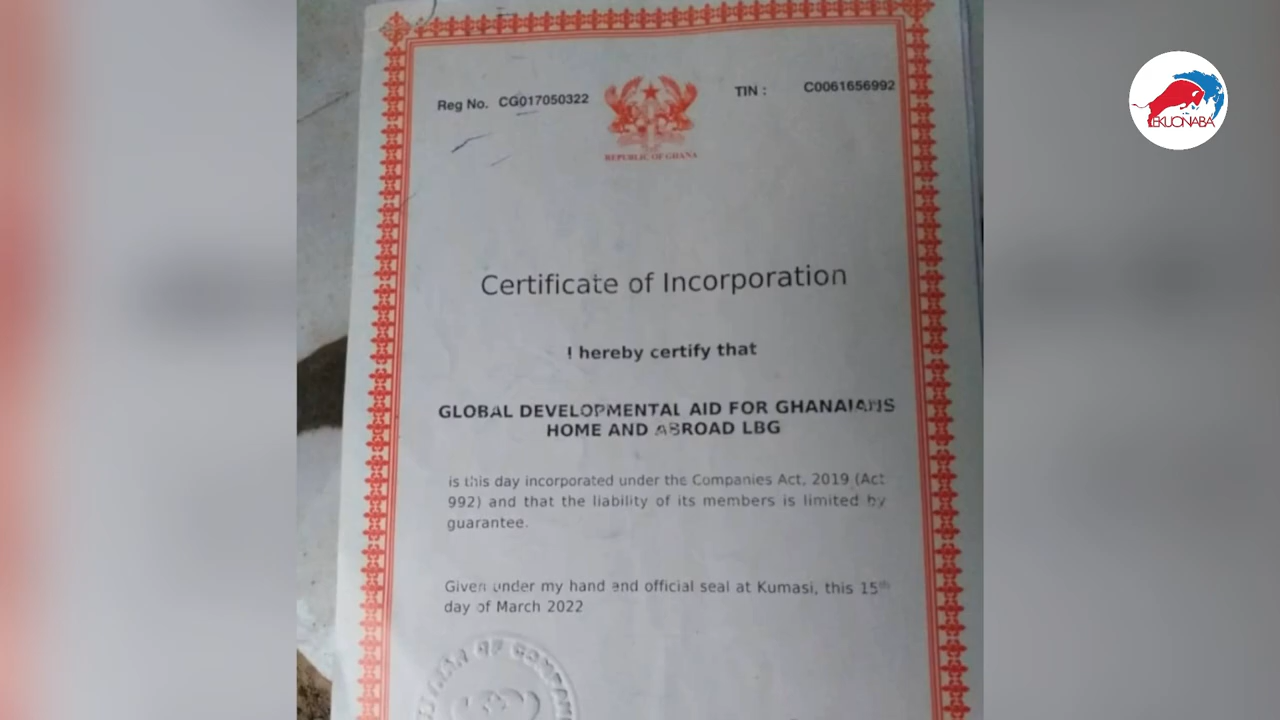 Reg No. CG017050322
TIN : C0061656992
REPUBLIC OF GHANA
EKUONABA
Certificate of Incorporation
I hereby certify that
GLOBAL DEVELOPMENTAL AID FOR GHANAIANS
HOME AND ABROAD LBG
is this day incorporated under the Companies Act, 2019 (Act
992) and that the liability of its members is limited by
guarantee.
Given under my hand and official seal at Kumasi, this 15th
day of March 2022
OF COMPAN